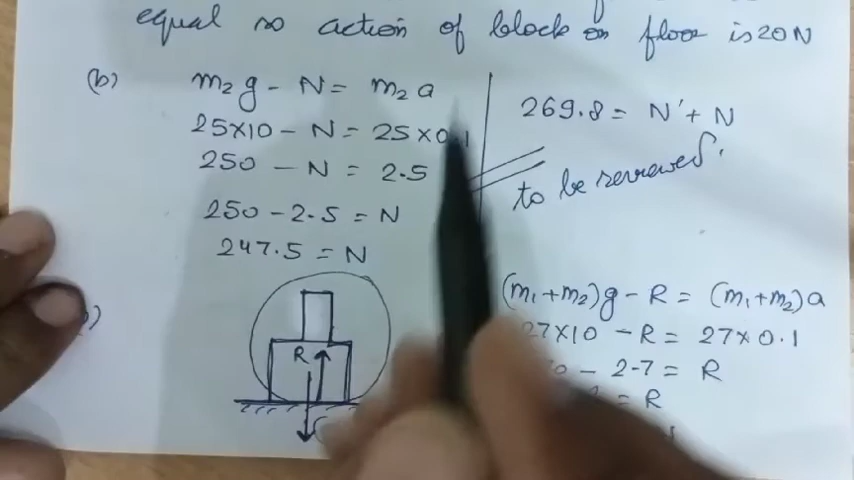 equal so action of block on floor is 20 N
(b) m₂g - N = m₂a
25×10 - N = 25×0.1
250 - N = 2.5
250 - 2.5 = N
247.5 = N
269.8 = N' + N
to be reviewed.
R
(m₁+m₂)g - R = (m₁+m₂)a
27×10 - R = 27×0.1
- 2.7 = R
= R